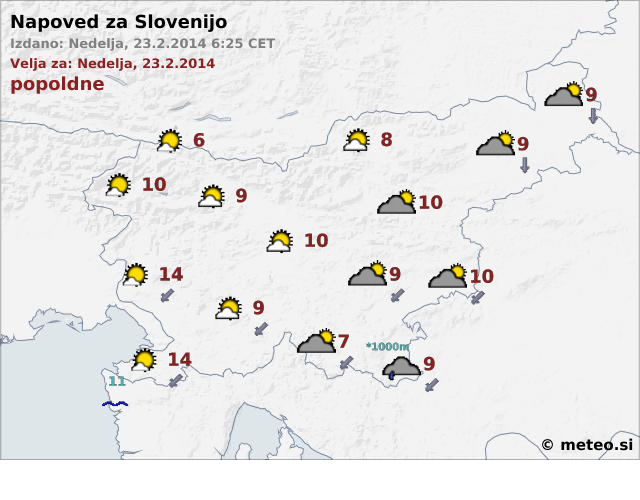 Napoved za Slovenijo
Izdano: Nedelja, 23.2.2014 6:25 CET
Velja za: Nedelja, 23.2.2014
popoldne
9
6
8
9
10
9
10
10
14
9
10
9
7
*1000m
14
9
11
© meteo.si